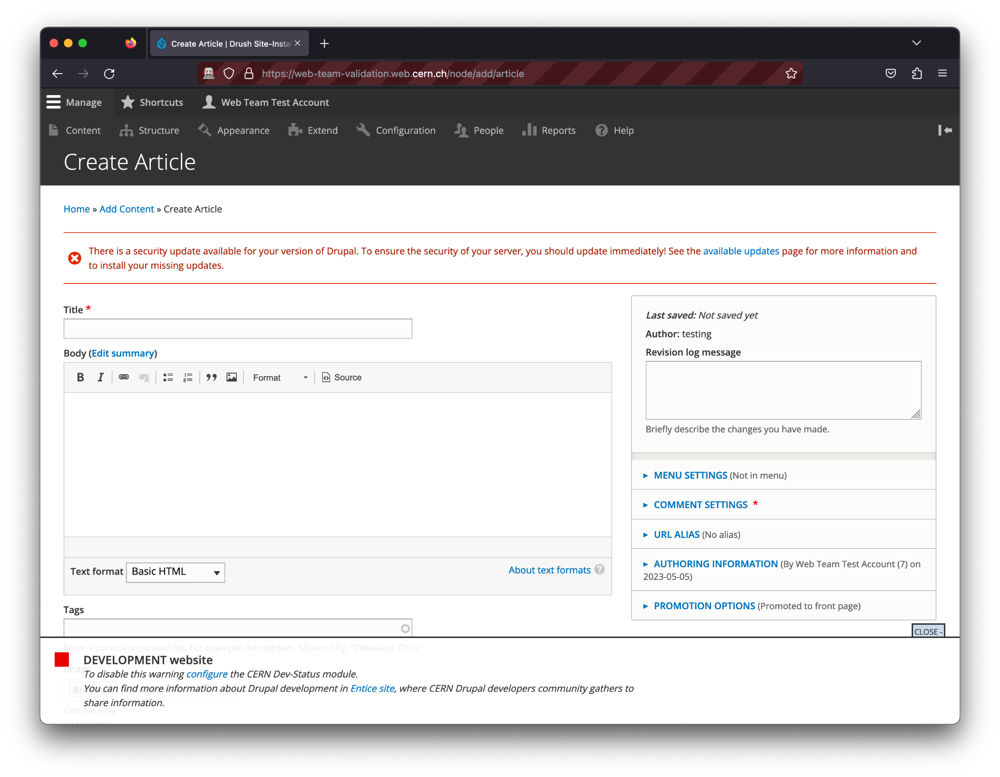 Create Article | Drush Site-Instal
https://web-team-validation.web.cern.ch/node/add/article
Manage Shortcuts Web Team Test Account
Content Structure Appearance Extend Configuration People Reports Help
Create Article
Home » Add Content » Create Article
There is a security update available for your version of Drupal. To ensure the security of your server, you should update immediately! See the available updates page for more information and
to install your missing updates.
Title *
Body (Edit summary)
B I Format Source
Text format Basic HTML About text formats ?
Tags
Last saved: Not saved yet
Author: testing
Revision log message
Briefly describe the changes you have made.
MENU SETTINGS (Not in menu)
COMMENT SETTINGS *
URL ALIAS (No alias)
AUTHORING INFORMATION (By Web Team Test Account (7) on
2023-05-05)
PROMOTION OPTIONS (Promoted to front page)
CLOSE -
Enter a comma-separated list. For example: Amsterdam, Mexico City, "Cleveland, Ohio"
DEVELOPMENT website
Image
To disable this warning configure the CERN Dev-Status module.
You can find more information about Drupal development in Entice site, where CERN Drupal developers community gathers to
share information.
One file only.
60 MB limit.